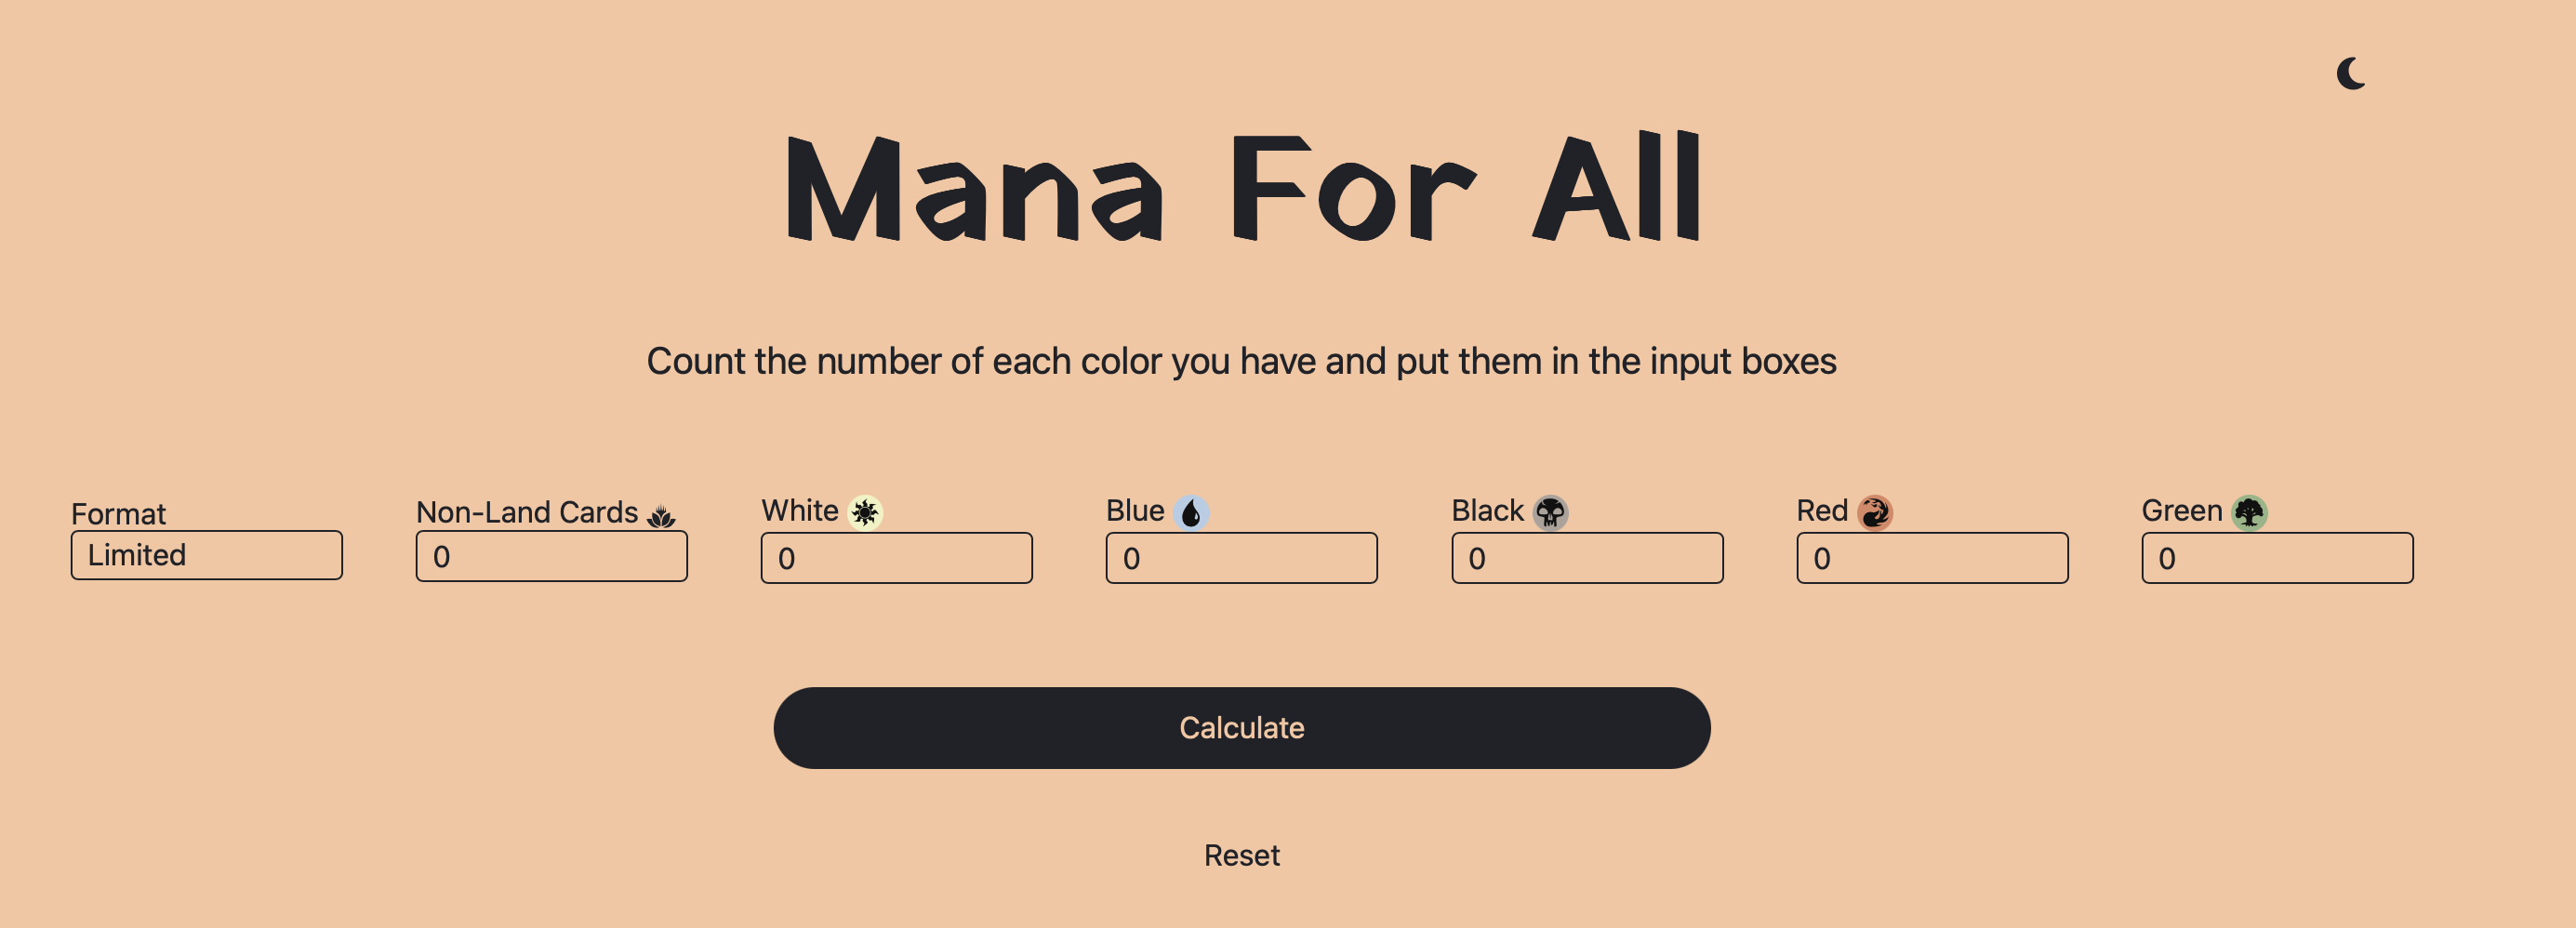 Mana For All
Count the number of each color you have and put them in the input boxes
Format Non-Land Cards White Blue Black Red Green
Limited 0 0 0 0 0 0
Calculate
Reset